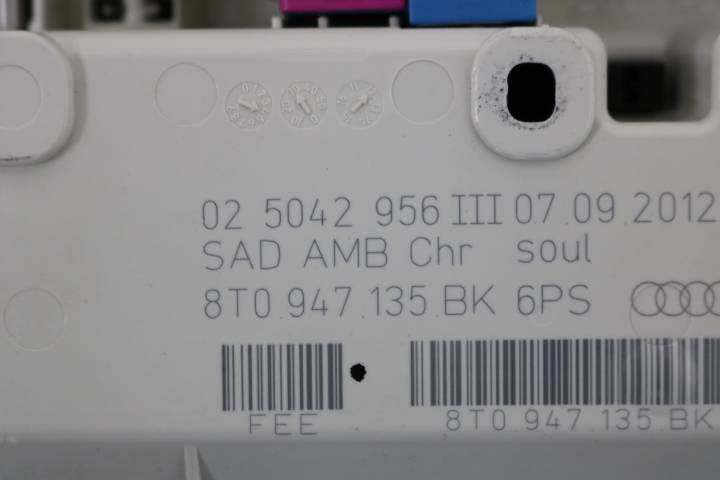 02 5042 956 III 07.09.2012
SAD AMB Chr soul
8T0.947.135.BK 6PS
FEE
8T0 947 135 BK